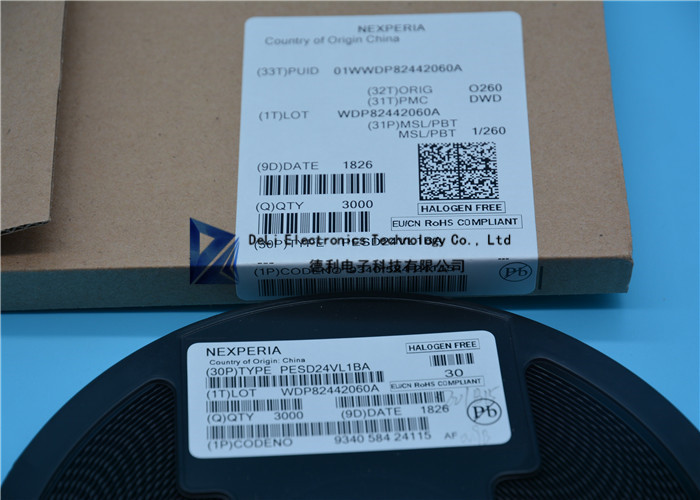 NEXPERIA
Country of Origin China
(33T)PUID 01WWDP82442060A
(32T)ORIG O260
(31T)PMC DWD
(1T)LOT WDP82442060A
(31P)MSL/PBT
MSL/PBT 1/260
(9D)DATE 1826
(Q)QTY 3000
HALOGEN FREE
EU/CN RoHS COMPLIANT
Deli Electronics Technology Co., Ltd
德利电子科技有限公司
(1P)CODENO
Pb
NEXPERIA
Country of Origin: China
HALOGEN FREE
(30P)TYPE PESD24VL1BA
30
(1T)LOT WDP82442060A
EU/CN RoHS COMPLIANT
(Q)QTY 3000 (9D)DATE 1826
Pb
(1P)CODENO 9340 584 24115 AF